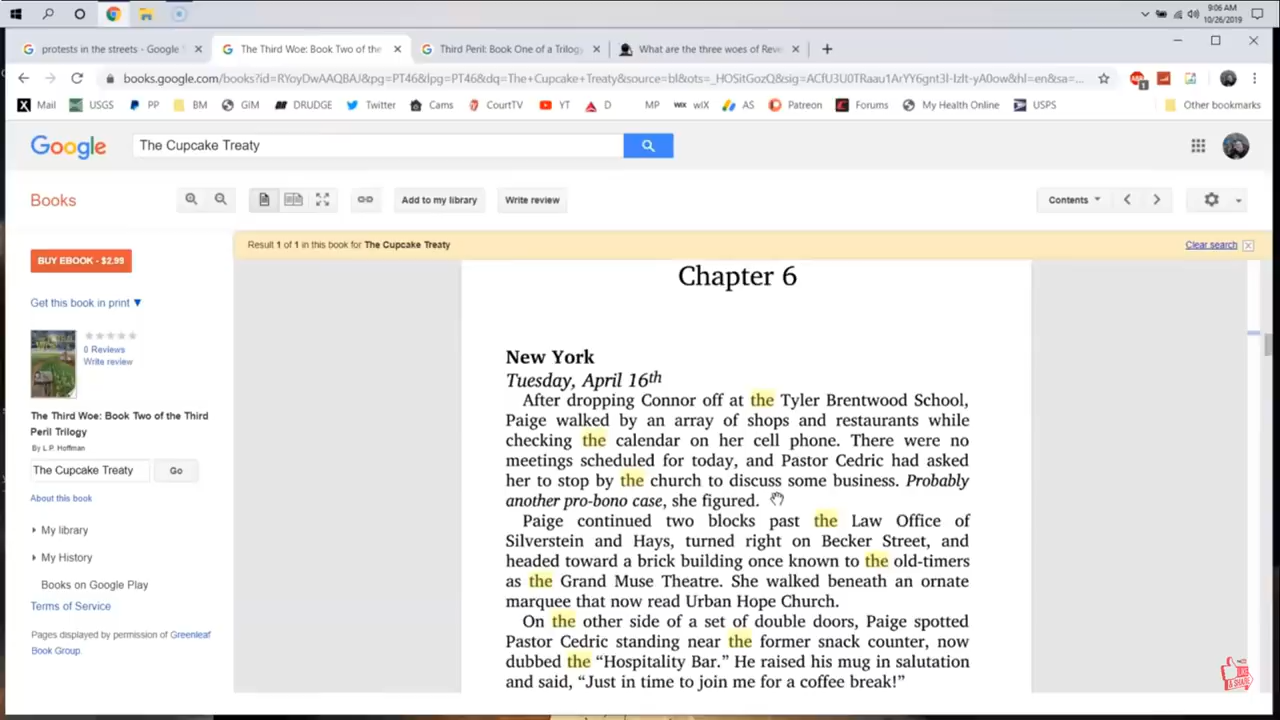 9:06 AM
10/26/2019
protests in the streets - Google
The Third Woe: Book Two of the
Third Peril: Book One of a Trilogy
What are the three woes of Reve
books.google.com/books?id=RYoyDwAAQBAJ&pg=PT46&lpg=PT46&dq=The+Cupcake+Treaty&source=bl&ots=_HOSitGozQ&sig=ACfU3U0TRaau1ArYY6gnt3I-Izlt-yA0ow&hl=en&sa=...
Mail USGS PP BM GIM DRUDGE Twitter Cams CourtTV YT D MP WIX wIX AS Patreon Forums My Health Online USPS Other bookmarks
Google The Cupcake Treaty
Books Add to my library Write review Contents
Result 1 of 1 in this book for The Cupcake Treaty Clear search
BUY EBOOK - $2.99
Get this book in print ▼
0 Reviews
Write review
The Third Woe: Book Two of the Third
Peril Trilogy
By L.P. Hoffman
The Cupcake Treaty Go
About this book
My library
My History
Books on Google Play
Terms of Service
Pages displayed by permission of Greenleaf
Book Group.
Chapter 6
New York
Tuesday, April 16th
After dropping Connor off at the Tyler Brentwood School,
Paige walked by an array of shops and restaurants while
checking the calendar on her cell phone. There were no
meetings scheduled for today, and Pastor Cedric had asked
her to stop by the church to discuss some business. Probably
another pro-bono case, she figured.
Paige continued two blocks past the Law Office of
Silverstein and Hays, turned right on Becker Street, and
headed toward a brick building once known to the old-timers
as the Grand Muse Theatre. She walked beneath an ornate
marquee that now read Urban Hope Church.
On the other side of a set of double doors, Paige spotted
Pastor Cedric standing near the former snack counter, now
dubbed the “Hospitality Bar.” He raised his mug in salutation
and said, “Just in time to join me for a coffee break!”